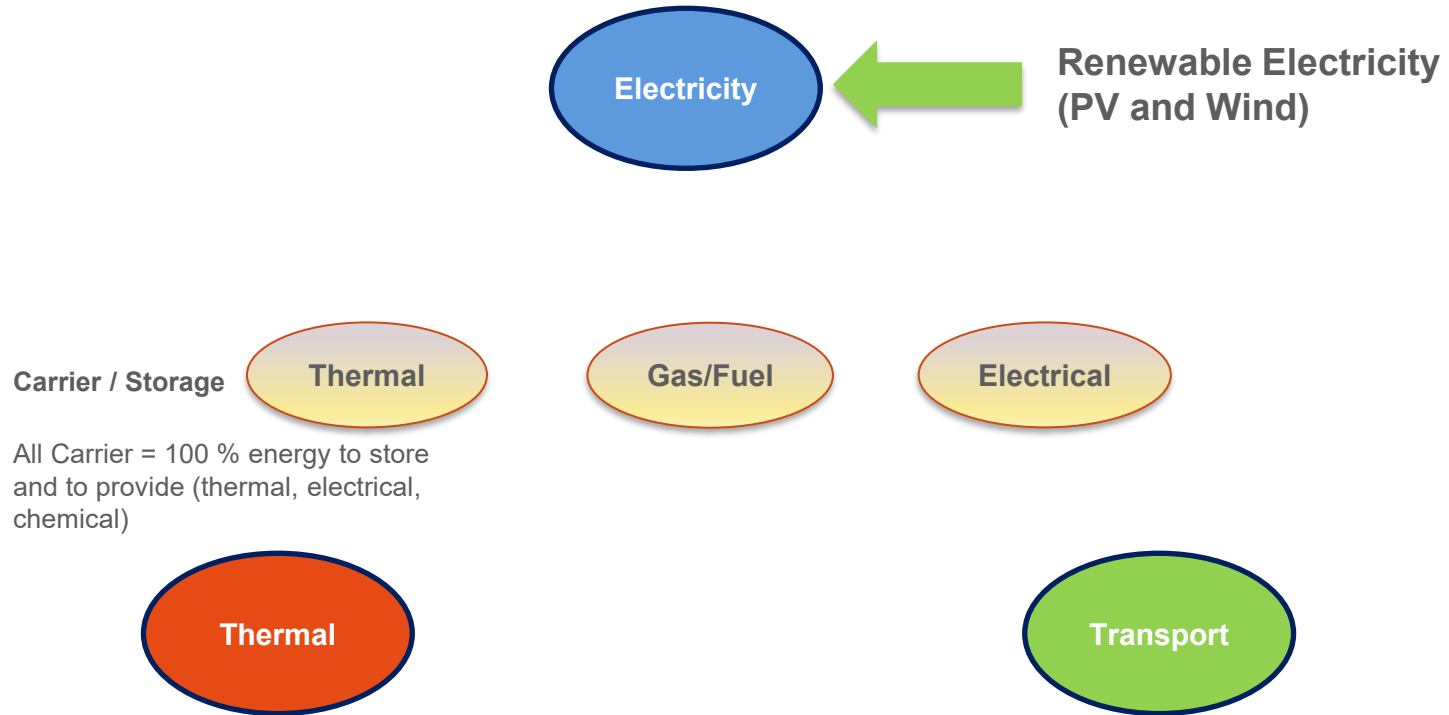 Electricity
Renewable Electricity
(PV and Wind)
Carrier / Storage
Thermal
Gas/Fuel
Electrical
All Carrier = 100 % energy to store
and to provide (thermal, electrical,
chemical)
Thermal
Transport